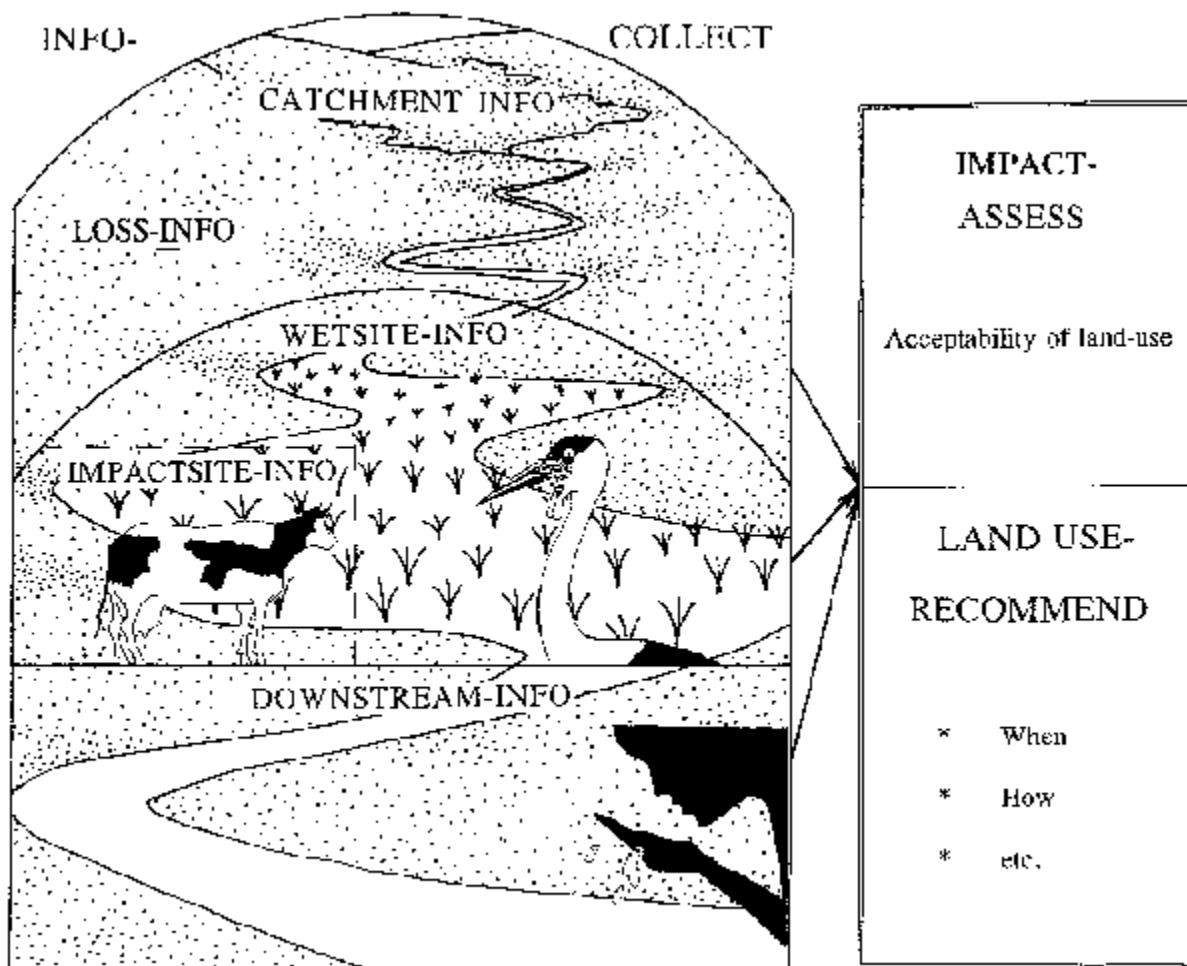 INFO-
COLLECT
CATCHMENT INFO
LOSS-INFO
WETSITE-INFO
IMPACTSITE-INFO
DOWNSTREAM-INFO
IMPACT-
ASSESS
Acceptability of land-use
LAND USE-
RECOMMEND
* When
* How
* etc.